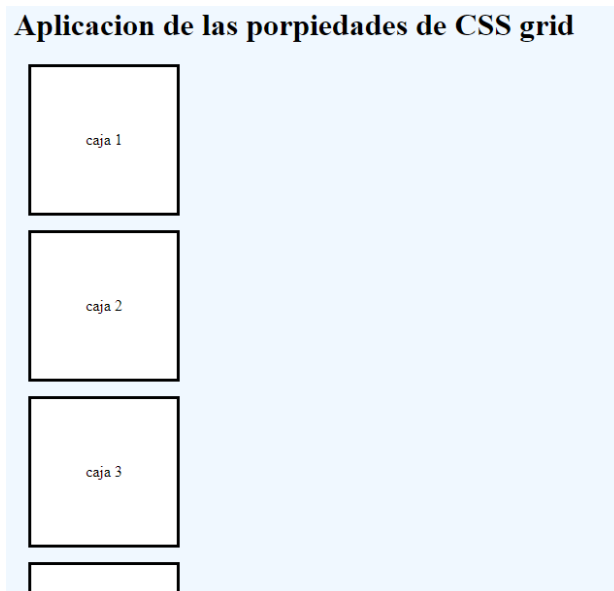 Aplicacion de las porpiedades de CSS grid
caja 1
caja 2
caja 3